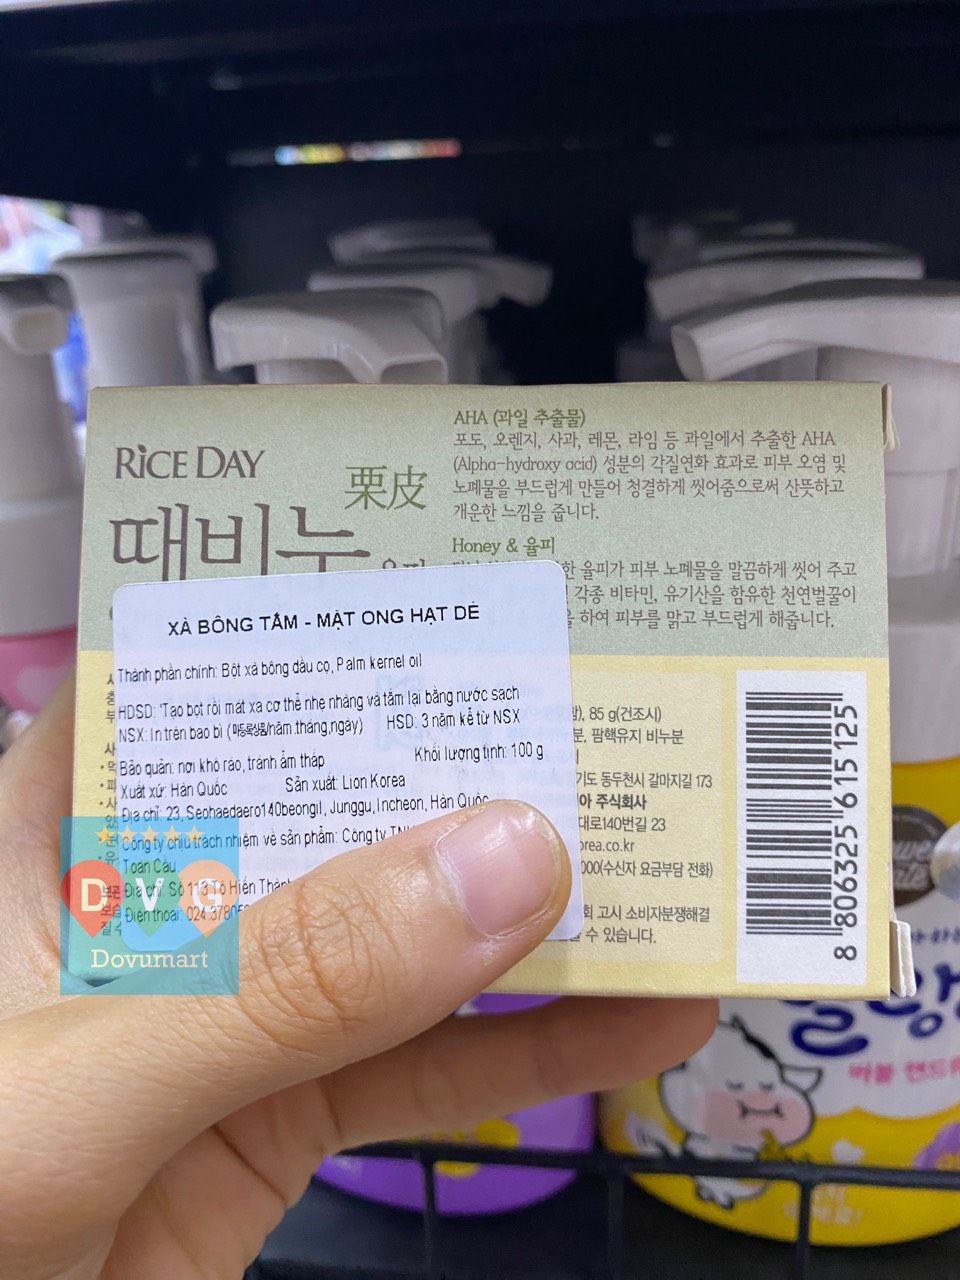 RICE DAY
栗皮
때비누
AHA (과일 추출물)
포도, 오렌지, 사과, 레몬, 라임 등 과일에서 추출한 AHA
(Alpha-hydroxy acid) 성분의 각질연화 효과로 피부 오염 및
노폐물을 부드럽게 만들어 청결하게 씻어줌으로써 산뜻하고
개운한 느낌을 줍니다.
Honey & 율피
한 율피가 피부 노폐물을 말끔하게 씻어 주고
각종 비타민, 유기산을 함유한 천연벌꿀이
하여 피부를 맑고 부드럽게 해줍니다.
XÀ BÔNG TẮM - MẬT ONG HẠT DẺ
Thành phần chính: Bột xà bông dầu cọ, Palm kernel oil
HDSD: Tạo bọt rồi mát xa cơ thể nhẹ nhàng và tắm lại bằng nước sạch
NSX: In trên bao bì (năm tháng,ngày) HSD: 3 năm kể từ NSX
Bảo quản: nơi khô ráo, tránh ẩm thấp Khối lượng tịnh: 100 g
Xuất xứ: Hàn Quốc Sản xuất: Lion Korea
Địa chỉ: 23, Seohaedaero140beongil, Junggu, Incheon, Hàn Quốc
Công ty chịu trách nhiệm về sản phẩm: Công ty
Toàn Cầu
Địa chỉ: Số 113 Tô Hiến Thành
Điện thoại: 024
85 g(건조시)
팜핵유지 비누분
동두천시 갈마지길 173
주식회사
대로140번길 23
orea.co.kr
000(수신자 요금부담 전화)
고시 소비자분쟁해결
수 있습니다.
8 806325 615125
D V G
Dovumart